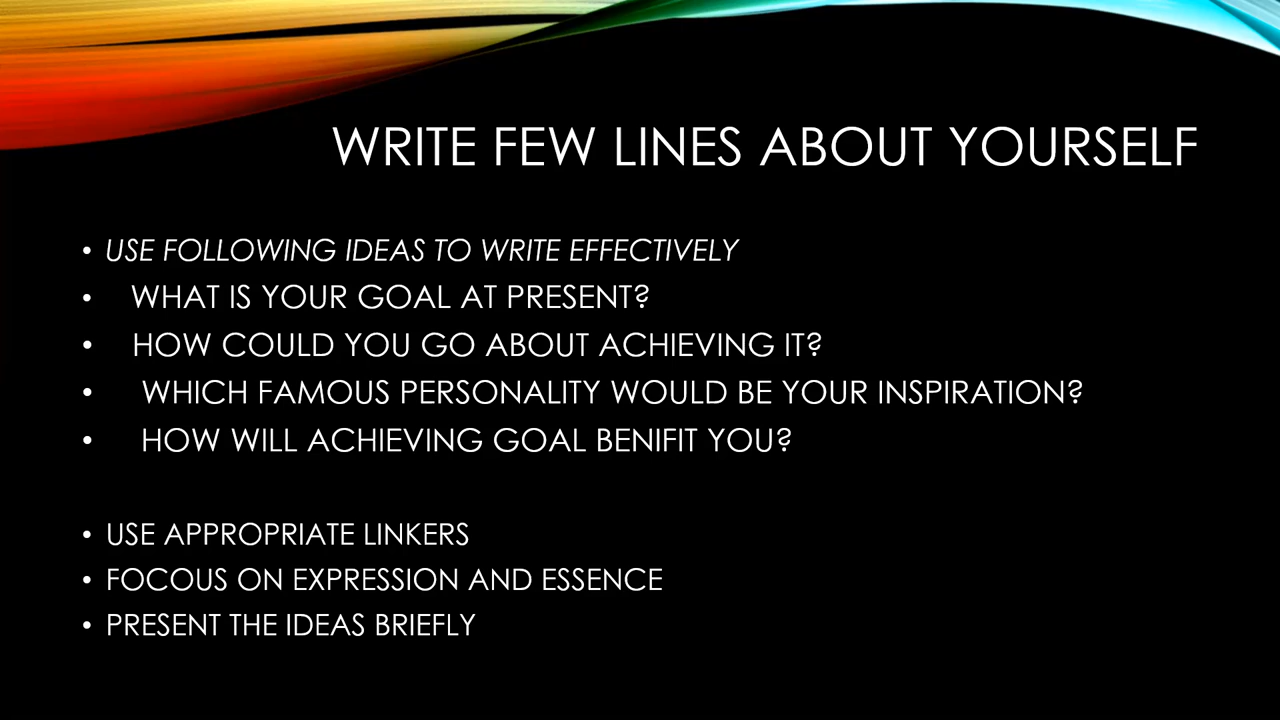 WRITE FEW LINES ABOUT YOURSELF
• USE FOLLOWING IDEAS TO WRITE EFFECTIVELY
• WHAT IS YOUR GOAL AT PRESENT?
• HOW COULD YOU GO ABOUT ACHIEVING IT?
• WHICH FAMOUS PERSONALITY WOULD BE YOUR INSPIRATION?
• HOW WILL ACHIEVING GOAL BENIFIT YOU?
• USE APPROPRIATE LINKERS
• FOCOUS ON EXPRESSION AND ESSENCE
• PRESENT THE IDEAS BRIEFLY